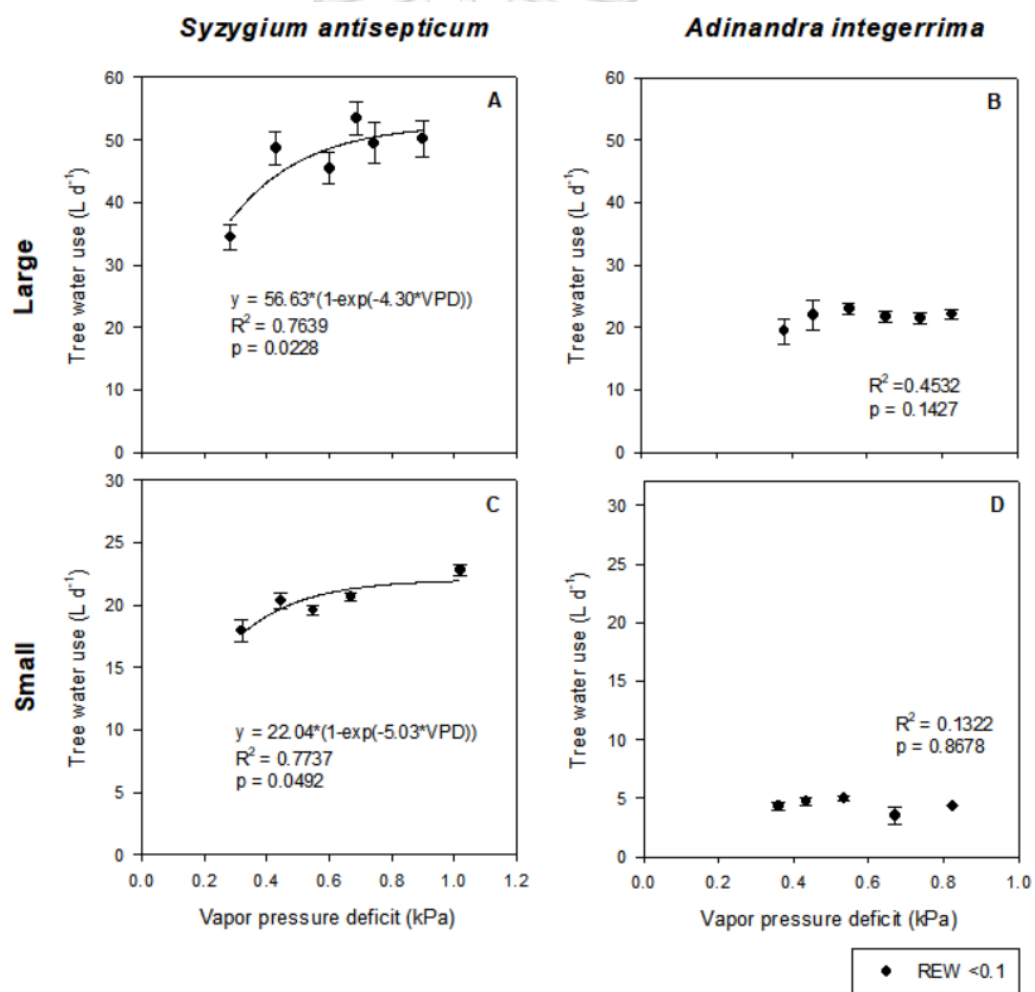 Syzygium antisepticum
Adinandra integerrima
Large
Tree water use (L d⁻¹)
60
50
40
30
20
10
0
A
y = 56.63*(1-exp(-4.30*VPD))
R² = 0.7639
p = 0.0228
Tree water use (L d⁻¹)
60
50
40
30
20
10
0
B
R² =0.4532
p = 0.1427
Small
Tree water use (L d⁻¹)
30
25
20
15
10
5
0
C
y = 22.04*(1-exp(-5.03*VPD))
R² = 0.7737
p = 0.0492
0.0 0.2 0.4 0.6 0.8 1.0 1.2
Vapor pressure deficit (kPa)
Tree water use (L d⁻¹)
30
25
20
15
10
5
0
D
R² = 0.1322
p = 0.8678
0.0 0.2 0.4 0.6 0.8 1.0
Vapor pressure deficit (kPa)
REW <0.1